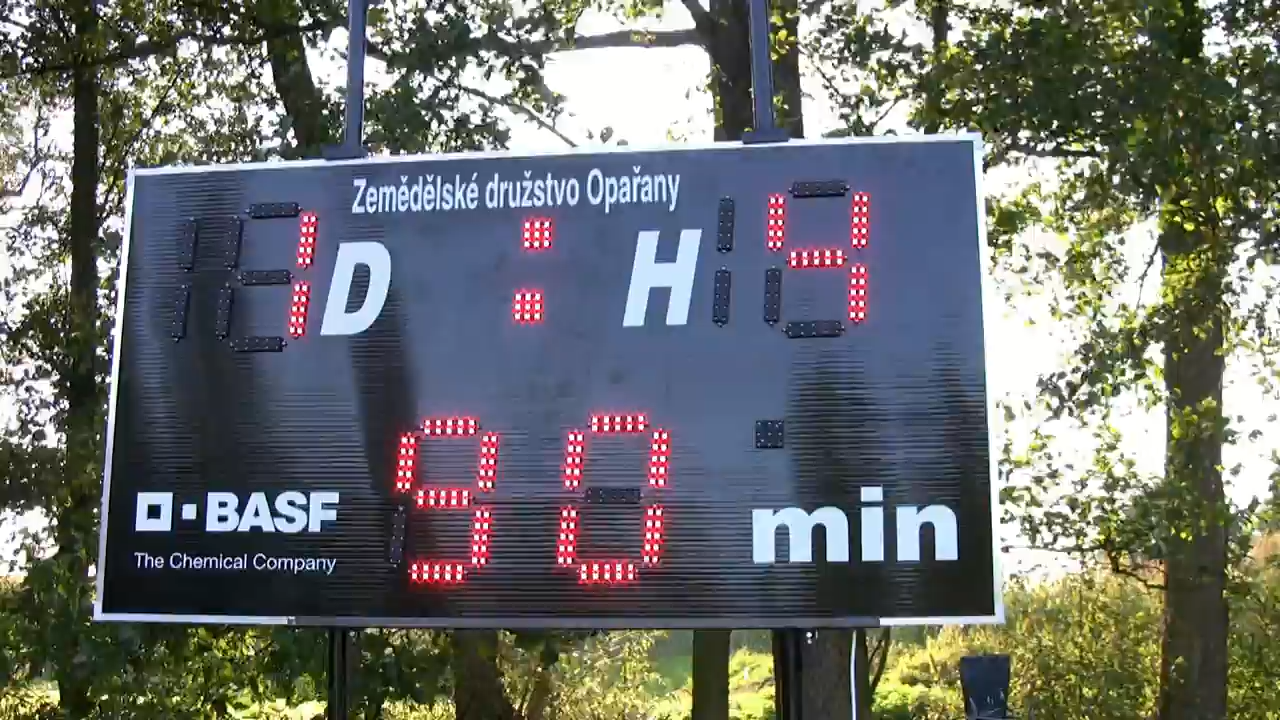 Zemědělské družstvo Opařany
1 D : H 4
90 min
BASF
The Chemical Company